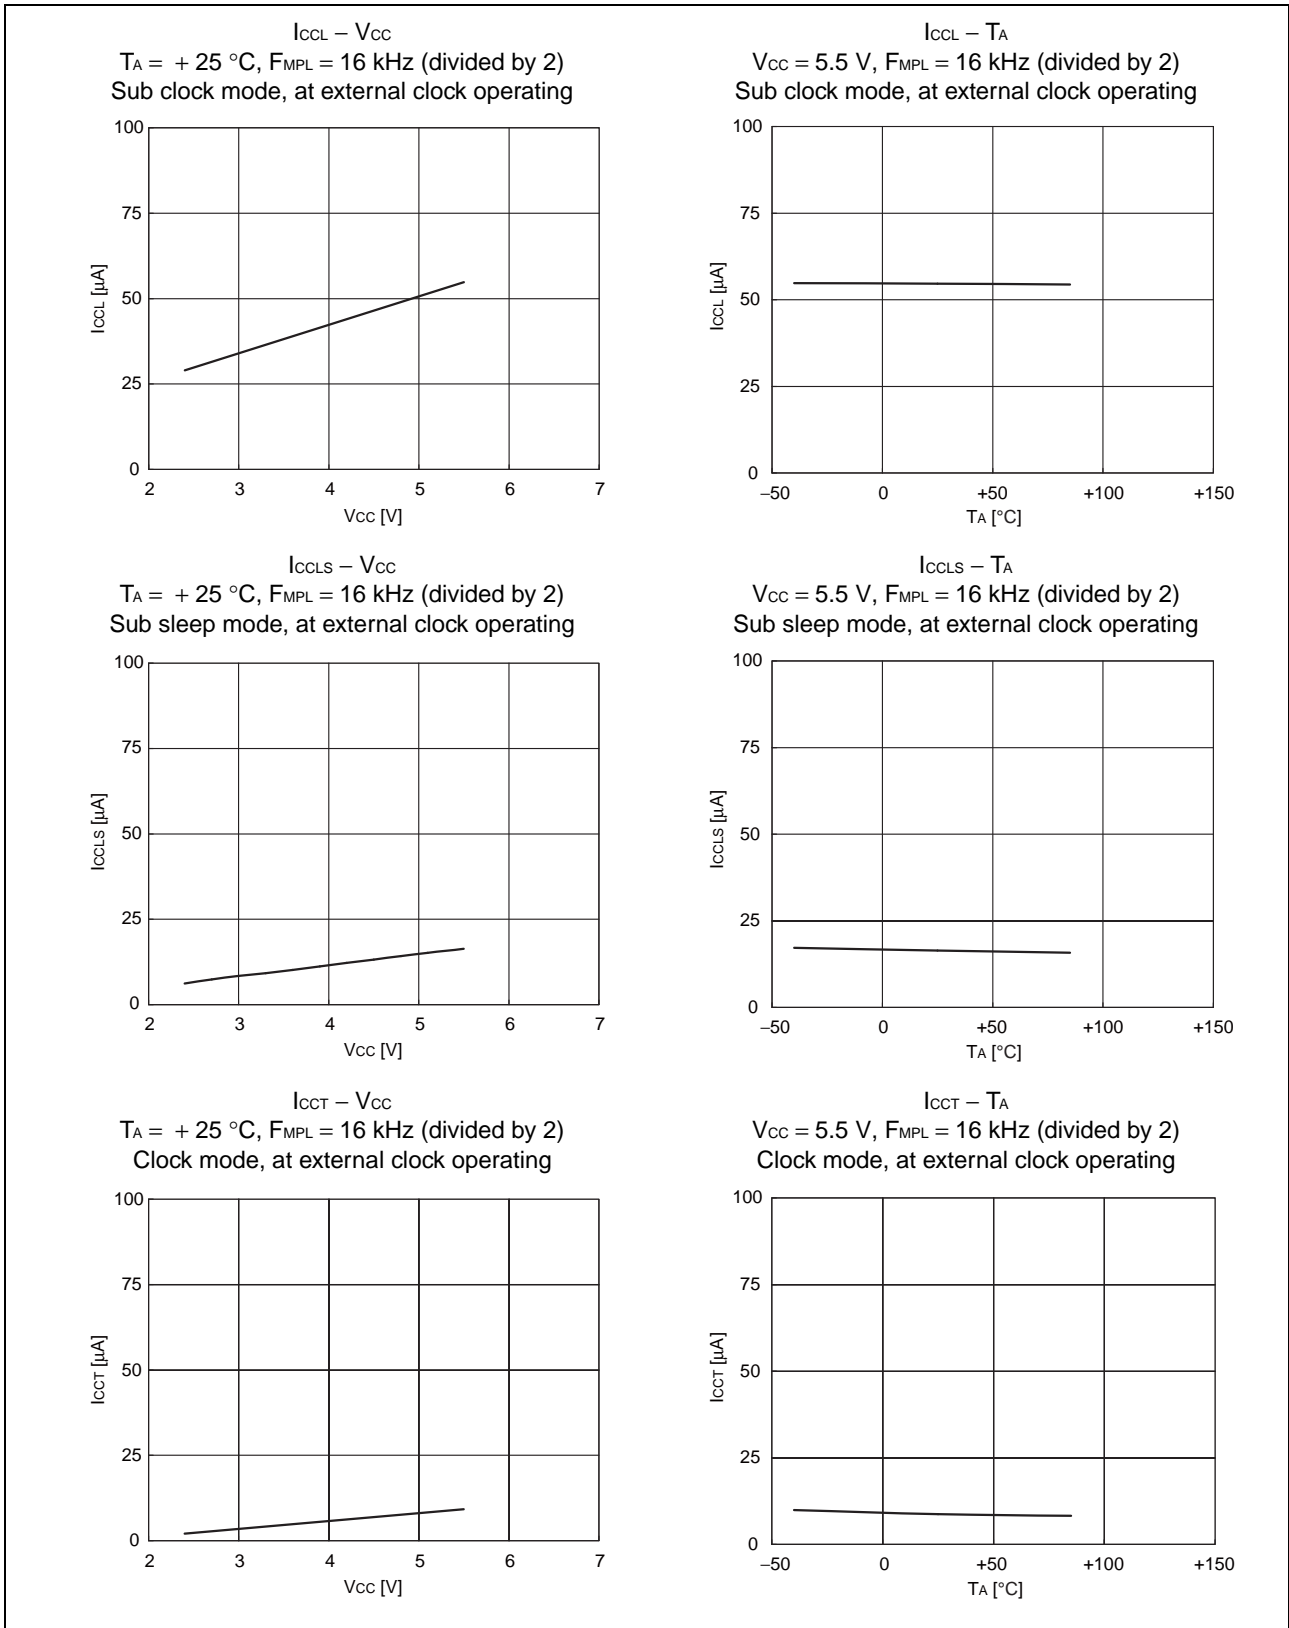 ICCL – VCC
TA = + 25 °C, FMPL = 16 kHz (divided by 2)
Sub clock mode, at external clock operating
100
75
50
25
0
2 3 4 5 6 7
ICCL [µA]
VCC [V]
ICCL – TA
VCC = 5.5 V, FMPL = 16 kHz (divided by 2)
Sub clock mode, at external clock operating
100
75
50
25
0
−50 0 +50 +100 +150
ICCL [µA]
TA [°C]
ICCLS – VCC
TA = + 25 °C, FMPL = 16 kHz (divided by 2)
Sub sleep mode, at external clock operating
100
75
50
25
0
2 3 4 5 6 7
ICCLS [µA]
VCC [V]
ICCLS – TA
VCC = 5.5 V, FMPL = 16 kHz (divided by 2)
Sub sleep mode, at external clock operating
100
75
50
25
0
−50 0 +50 +100 +150
ICCLS [µA]
TA [°C]
ICCT – VCC
TA = + 25 °C, FMPL = 16 kHz (divided by 2)
Clock mode, at external clock operating
100
75
50
25
0
2 3 4 5 6 7
ICCT [µA]
VCC [V]
ICCT – TA
VCC = 5.5 V, FMPL = 16 kHz (divided by 2)
Clock mode, at external clock operating
100
75
50
25
0
−50 0 +50 +100 +150
ICCT [µA]
TA [°C]